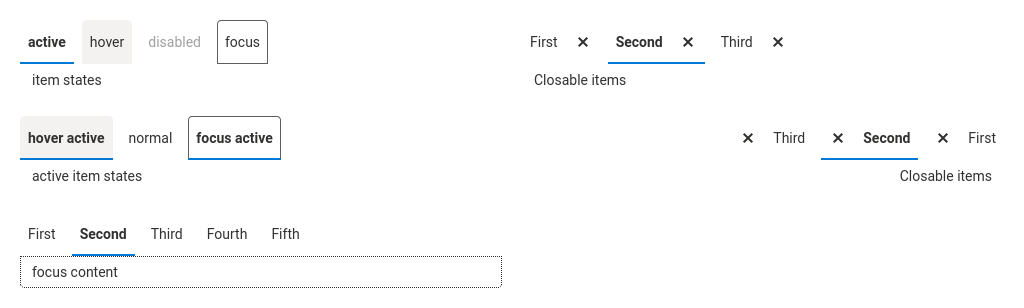 active hover disabled focus
item states
First ✕ Second ✕ Third ✕
Closable items
hover active normal focus active
active item states
✕ Third ✕ Second ✕ First
Closable items
First Second Third Fourth Fifth
focus content